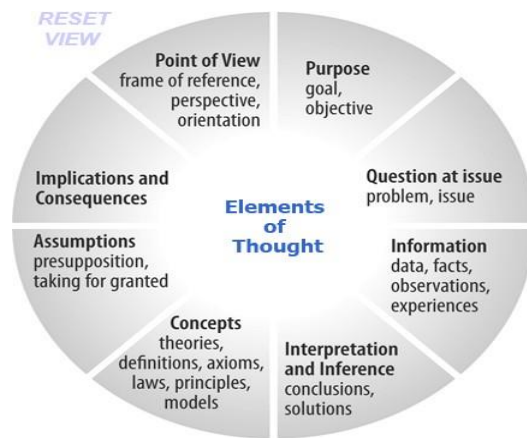 RESET
VIEW
Point of View
frame of reference,
perspective,
orientation
Purpose
goal,
objective
Question at issue
problem, issue
Information
data, facts,
observations,
experiences
Interpretation
and Inference
conclusions,
solutions
Concepts
theories,
definitions, axioms,
laws, principles,
models
Assumptions
presupposition,
taking for granted
Implications and
Consequences
Elements
of
Thought